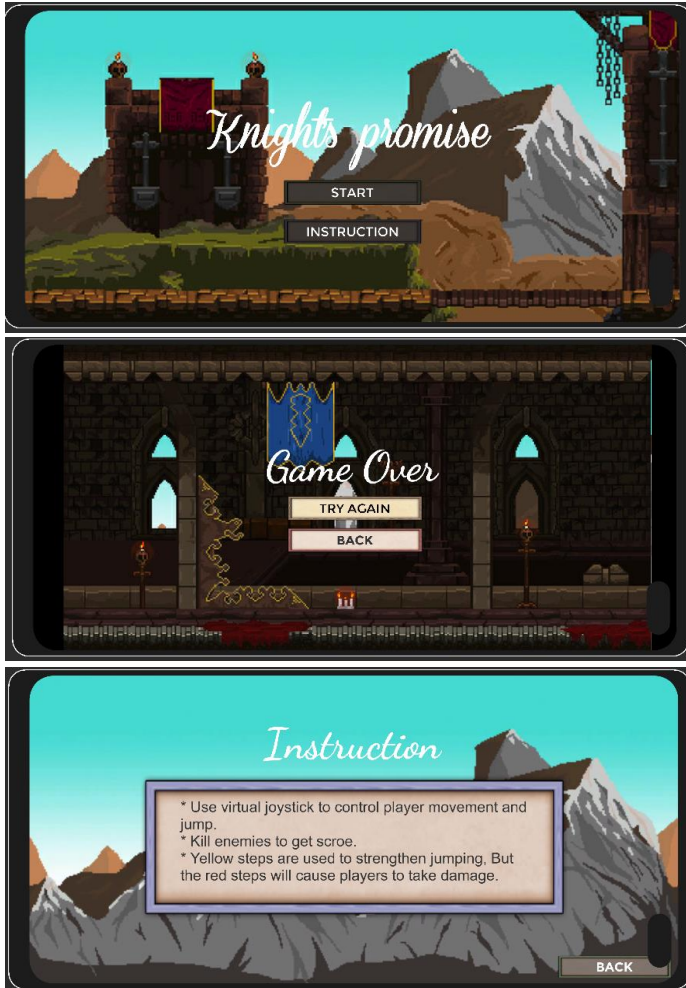 Knights promise
START
INSTRUCTION
Game Over
TRY AGAIN
BACK
Instruction
* Use virtual joystick to control player movement and
jump.
* Kill enemies to get scroe.
* Yellow steps are used to strengthen jumping, But
the red steps will cause players to take damage.
BACK